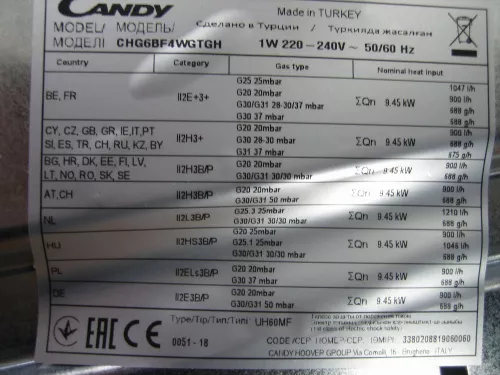 CANDY Made in TURKEY
MODEL/ МОДЕЛЬ/ Сделано в Турции / Туркияда жасалған
МОДЕЛІ CHG6BF4WGTGH 1W 220 - 240V~ 50/60 Hz
Country Category Gas type Nominal heat input
G25 25mbar 1047 l/h
BE, FR II2E+3+ G20 20mbar ΣQn 9.45 kW 900 l/h
G30/G31 28-30/37 mbar 688 g/h
G30 37 mbar
CY, CZ, GB, GR, IE,IT,PT G20 20mbar 900 l/h
SI, ES, TR, CH, RU, KZ, BY II2H3+ G30 28-30 mbar ΣQn 9.45 kW 688 g/h
G31 37 mbar 675 g/h
BG, HR, DK, EE, FI, LV, II2H3B/P G20 20mbar ΣQn 9.45 kW 900 l/h
LT, NO, RO, SK, SE G30/G31 30/30 mbar 688 g/h
AT,CH II2H3B/P G20 20mbar ΣQn 9.45 kW 900 l/h
G30/G31 50 mbar 688 g/h
NL II2L3B/P G25.3 25mbar ΣQn 9.45 kW 1210 l/h
G30/G31 30/30 mbar 688 g/h
HU II2HS3B/P G20 25mbar ΣQn 9.45 kW 900 l/h
G25.1 25mbar 1046 l/h
G30/G31 30/30 mbar 688 g/h
PL II2ELs3B/P G20 20mbar ΣQn 9.45 kW 900 l/h
G30/G31 37 mbar 688 g/h
DE II2E3B/P G20 20mbar ΣQn 9.45 kW 900 l/h
G30/G31 50mbar 688 g/h
EAC CE Type/Tip/Тип/Типі: UH60MF
0051 - 18
CODE /CEP. НОМЕР/СЕР. 3380208819060060
CANDY HOOVER GROUP Via Comolli, 16 - Brugherio ITALY